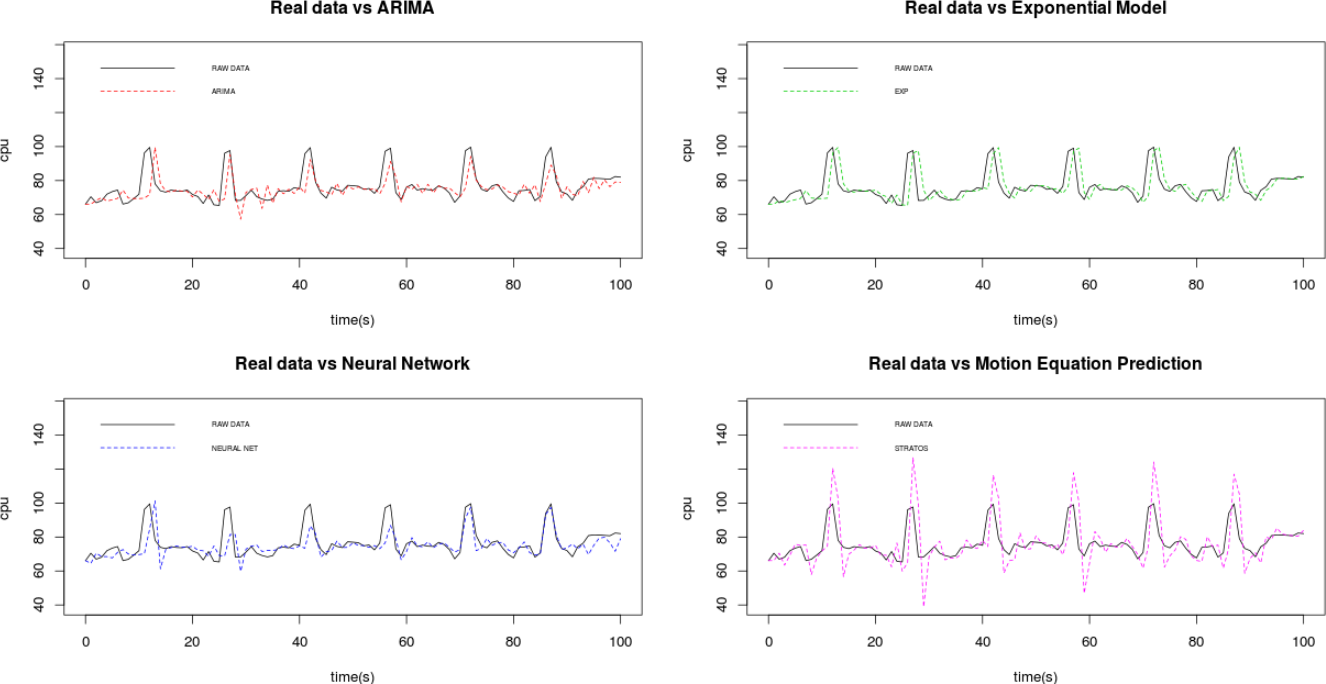 Real data vs ARIMA
cpu
140
100
80
60
40
RAW DATA
ARIMA
0 20 40 60 80 100
time(s)
Real data vs Exponential Model
cpu
140
100
80
60
40
RAW DATA
EXP
0 20 40 60 80 100
time(s)
Real data vs Neural Network
cpu
140
100
80
60
40
RAW DATA
NEURAL NET
0 20 40 60 80 100
time(s)
Real data vs Motion Equation Prediction
cpu
140
100
80
60
40
RAW DATA
STRATOS
0 20 40 60 80 100
time(s)